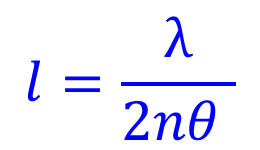 l = λ / 2nθ